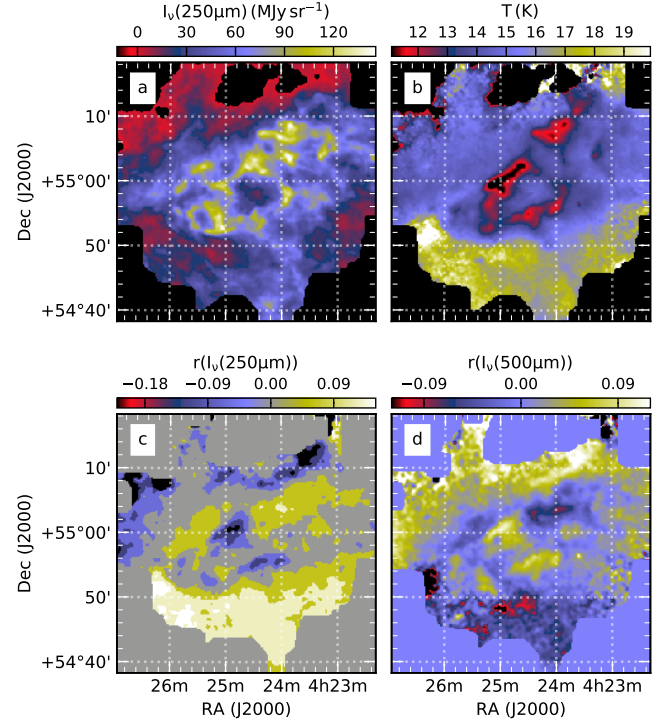 I_ν(250μm) (MJy sr⁻¹)
T (K)
0 30 60 90 120
12 13 14 15 16 17 18 19
a
b
10'
+55°00'
50'
+54°40'
Dec (J2000)
r(I_ν(250μm))
r(I_ν(500μm))
−0.18 −0.09 0.00 0.09
−0.09 0.00 0.09
c
d
10'
+55°00'
50'
+54°40'
Dec (J2000)
26m 25m 24m 4h23m
26m 25m 24m 4h23m
RA (J2000)
RA (J2000)